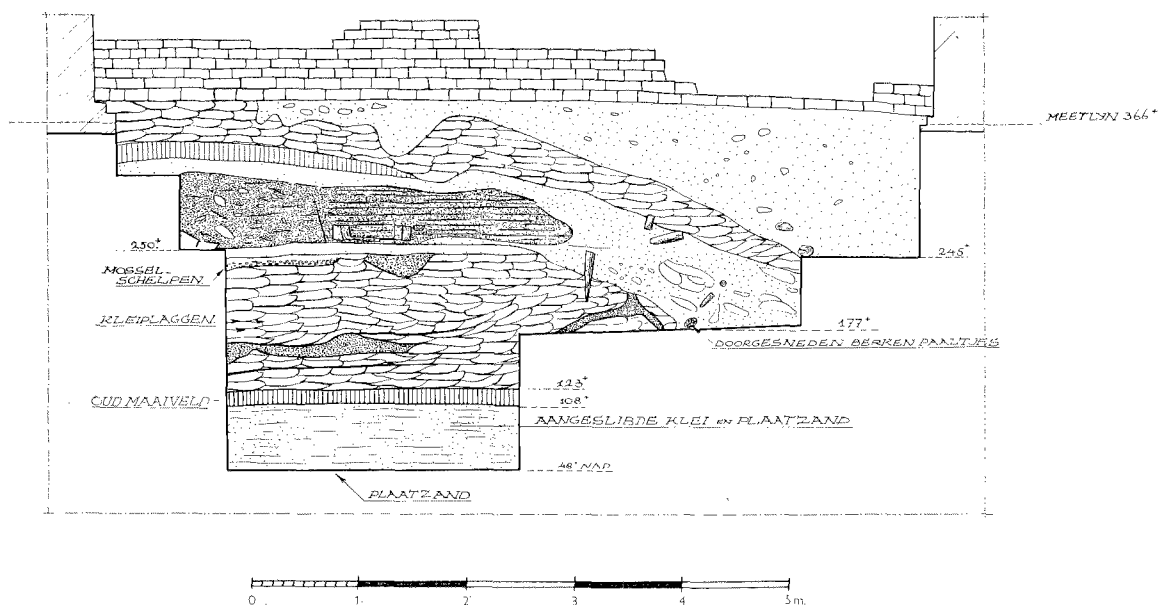 MEETLYN 366+
250+
245+
MOSSEL-
SCHELPEN
KLEIPLAGGEN
177+
DOORGESNEDEN BERKEN PAALTJES
123+
OUD MAAIVELD
108+
AANGESLIBDE KLEI en PLAATZAND
48+ NAP
PLAATZAND
0 1 2 3 4 5 m.